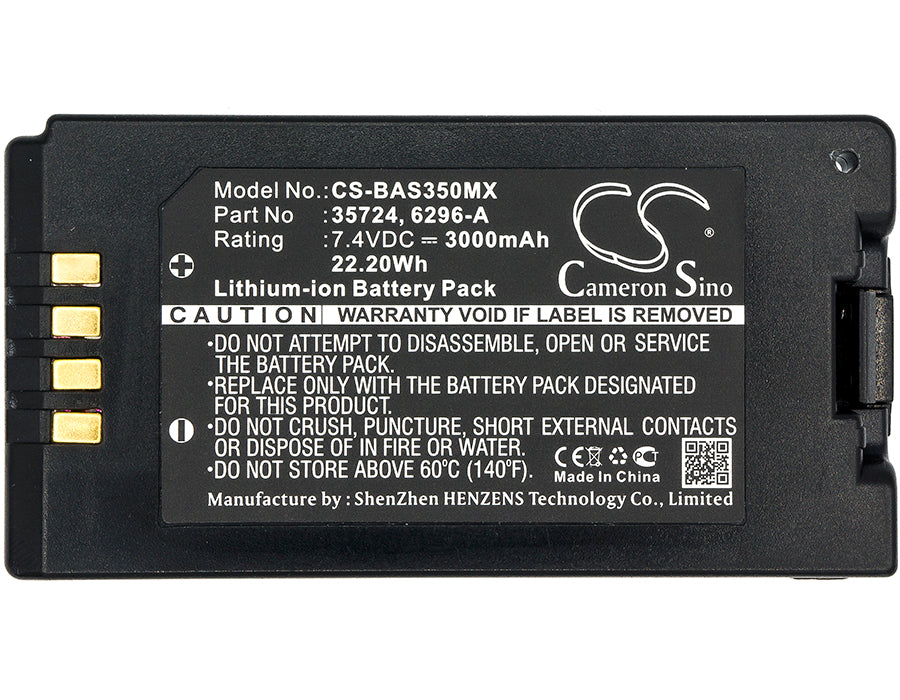 Model No.: CS-BAS350MX
Part No : 35724, 6296-A
Rating : 7.4VDC ⎓ 3000mAh
22.20Wh
Lithium-ion Battery Pack
Cameron Sino ®
CAUTION WARRANTY VOID IF LABEL IS REMOVED
•DO NOT ATTEMPT TO DISASSEMBLE, OPEN OR SERVICE
THE BATTERY PACK.
•REPLACE ONLY WITH THE BATTERY PACK DESIGNATED
FOR THIS PRODUCT.
•DO NOT CRUSH, PUNCTURE, SHORT EXTERNAL CONTACTS
OR DISPOSE OF IN FIRE OR WATER.
•DO NOT STORE ABOVE 60°C (140°F).
CE
Made In China
Manufacture by : ShenZhen HENZENS Technology Co., Limited